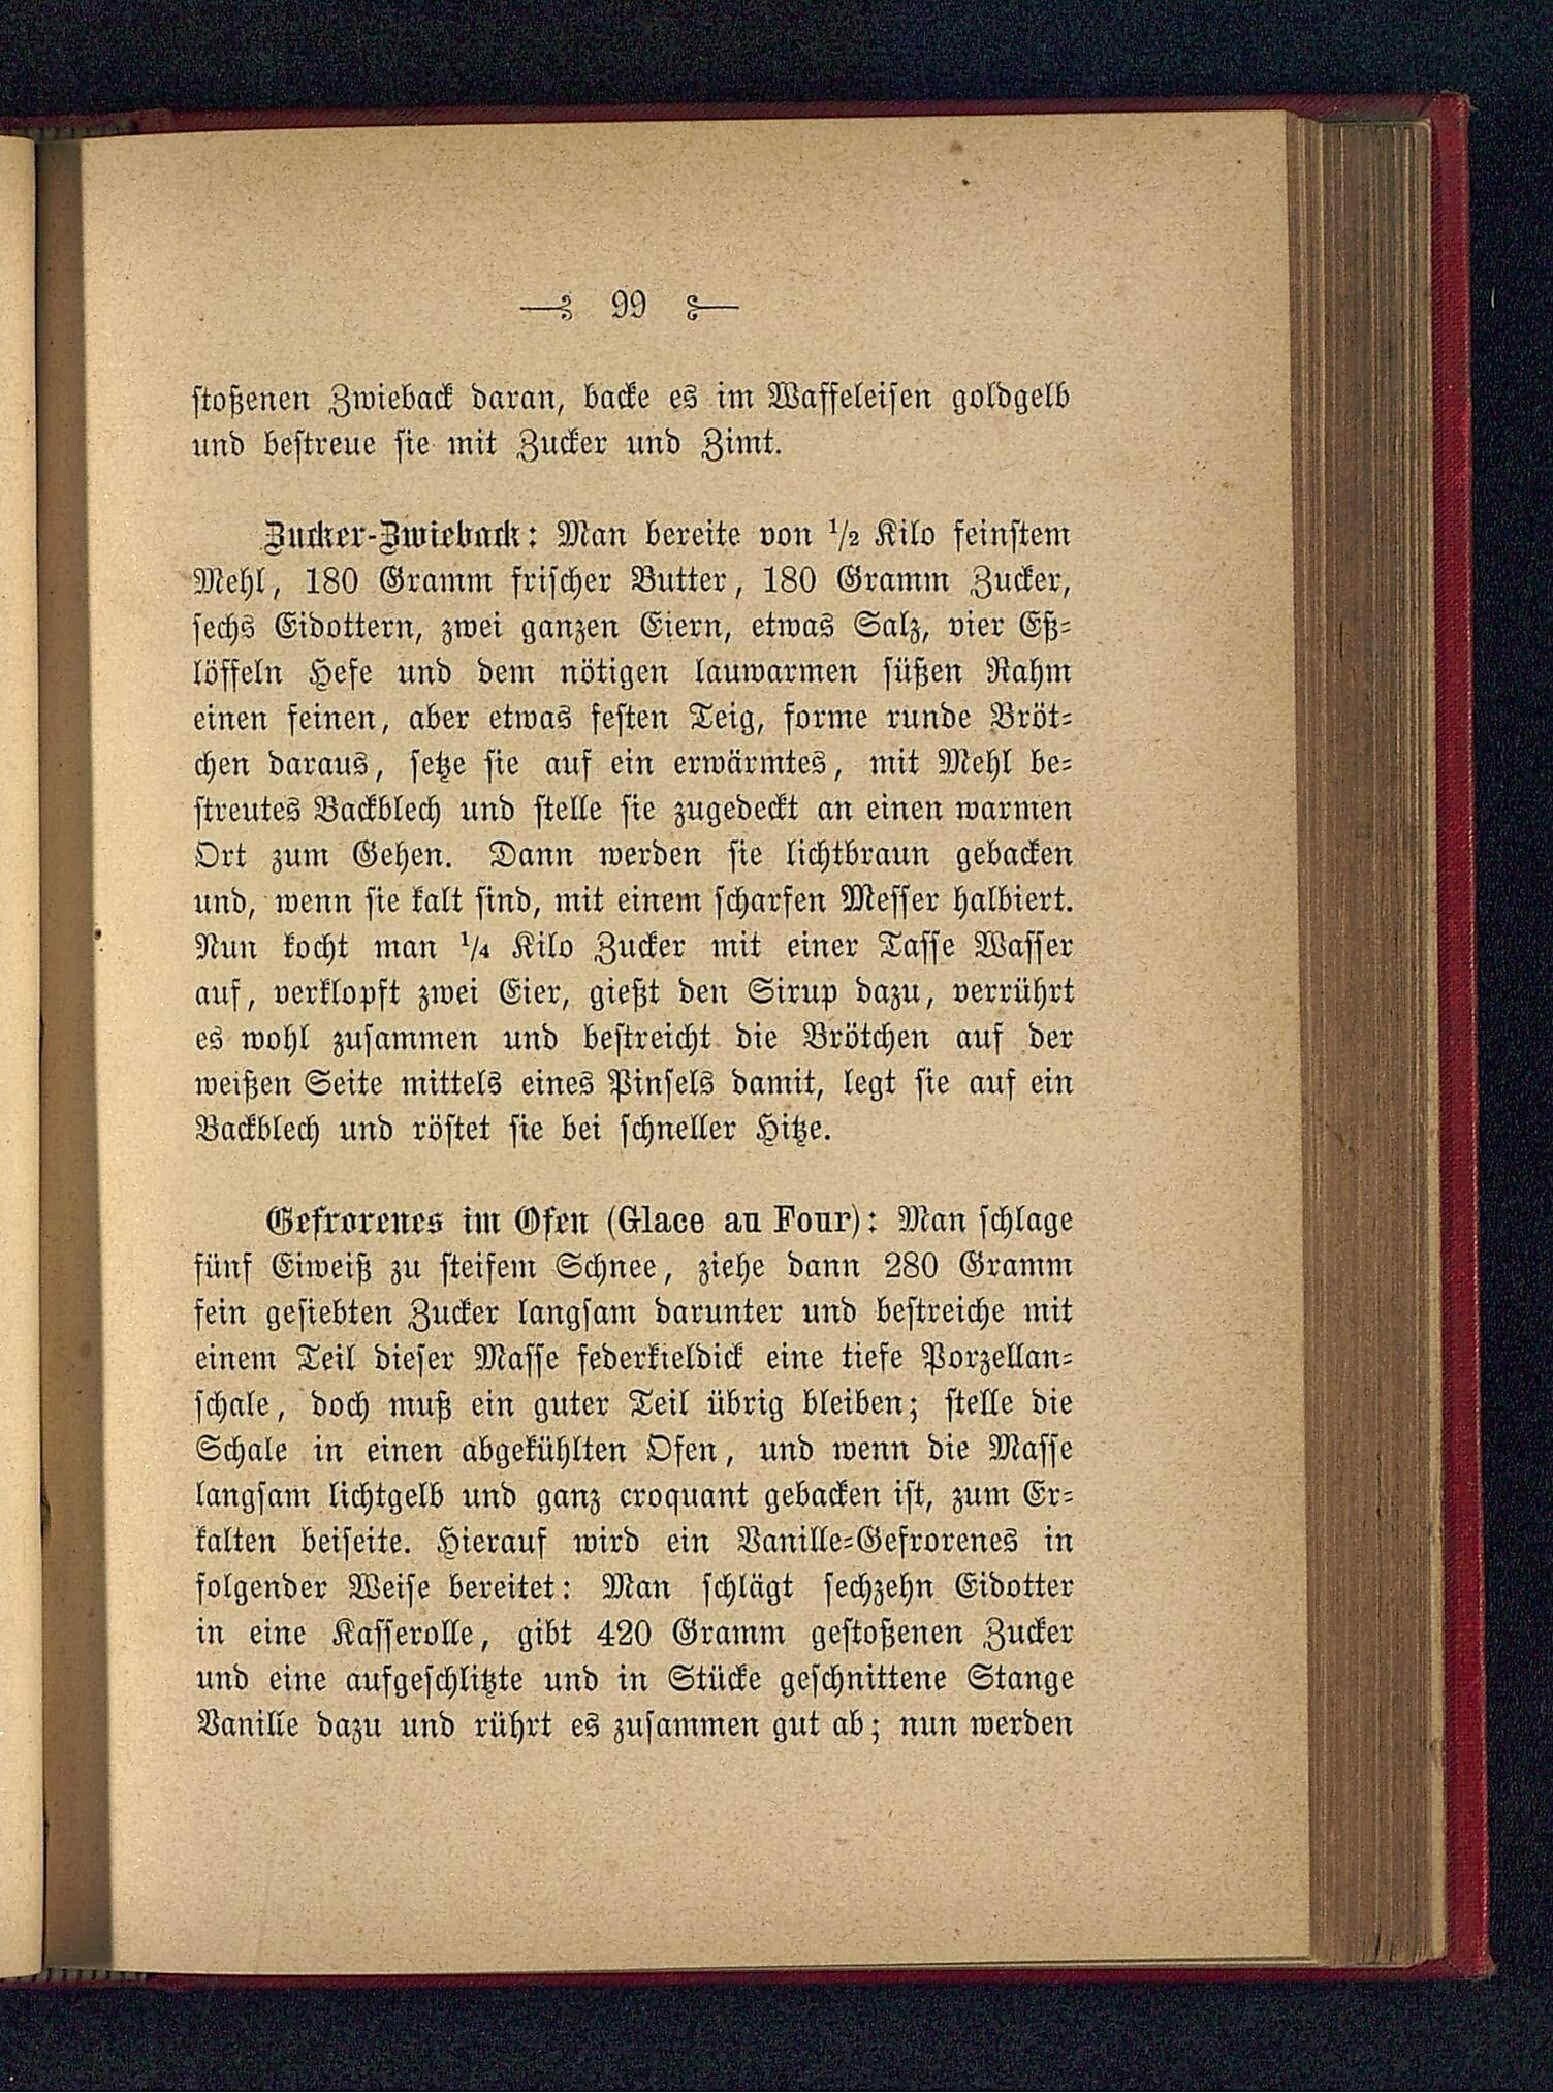 99
stoßenen Zwieback daran, backe es im Waffeleisen goldgelb
und bestreue sie mit Zucker und Zimt.
Zucker-Zwieback: Man bereite von 1/2 Kilo feinstem
Mehl, 180 Gramm frischer Butter, 180 Gramm Zucker,
sechs Eidottern, zwei ganzen Eiern, etwas Salz, vier Eß-
löffeln Hefe und dem nötigen lauwarmen süßen Rahm
einen feinen, aber etwas festen Teig, forme runde Bröt-
chen daraus, setze sie auf ein erwärmtes, mit Mehl be-
streutes Backblech und stelle sie zugedeckt an einen warmen
Ort zum Gehen. Dann werden sie lichtbraun gebacken
und, wenn sie kalt sind, mit einem scharfen Messer halbiert.
Nun kocht man 1/4 Kilo Zucker mit einer Tasse Wasser
auf, verklopft zwei Eier, gießt den Sirup dazu, verrührt
es wohl zusammen und bestreicht die Brötchen auf der
weißen Seite mittels eines Pinsels damit, legt sie auf ein
Backblech und röstet sie bei schneller Hitze.
Gefrorenes im Ofen (Glace au Four): Man schlage
fünf Eiweiß zu steifem Schnee, ziehe dann 280 Gramm
fein gesiebten Zucker langsam darunter und bestreiche mit
einem Teil dieser Masse federkieldick eine tiefe Porzellan-
schale, doch muß ein guter Teil übrig bleiben; stelle die
Schale in einen abgekühlten Ofen, und wenn die Masse
langsam lichtgelb und ganz croquant gebacken ist, zum Er-
kalten beiseite. Hierauf wird ein Vanille-Gefrorenes in
folgender Weise bereitet: Man schlägt sechzehn Eidotter
in eine Kasserolle, gibt 420 Gramm gestoßenen Zucker
und eine aufgeschlitzte und in Stücke geschnittene Stange
Vanille dazu und rührt es zusammen gut ab; nun werden